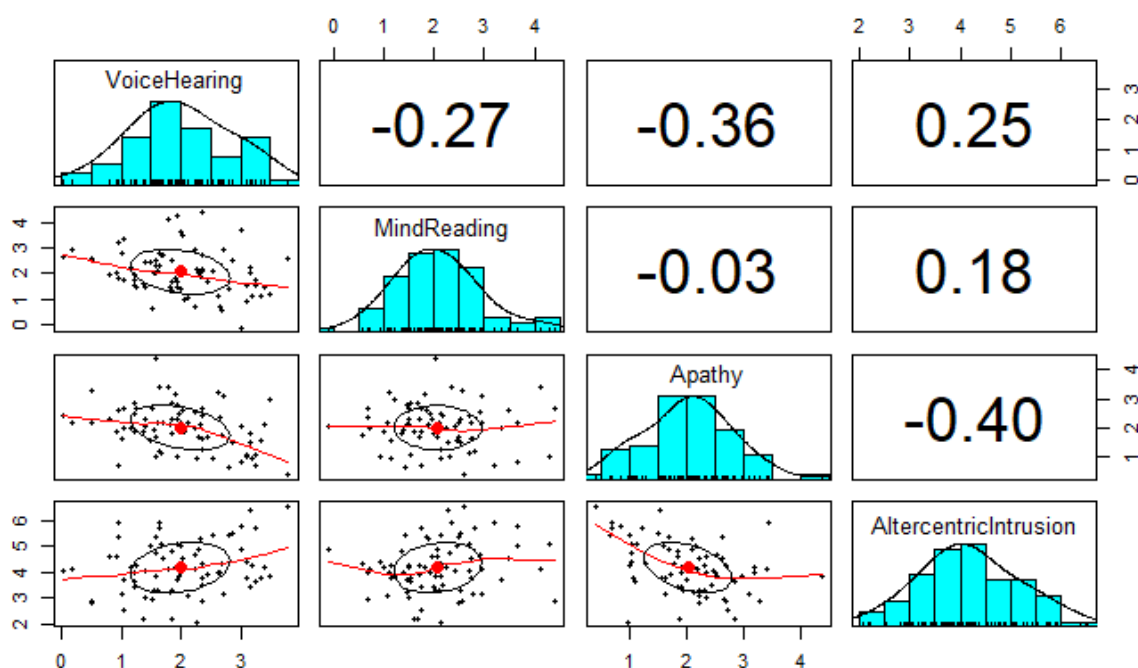 0 1 2 3 4
2 3 4 5 6
VoiceHearing
-0.27
-0.36
0.25
0 1 2 3
0 1 2 3 4
MindReading
-0.03
0.18
Apathy
-0.40
1 2 3 4
2 3 4 5 6
AltercentricIntrusion
0 1 2 3
1 2 3 4